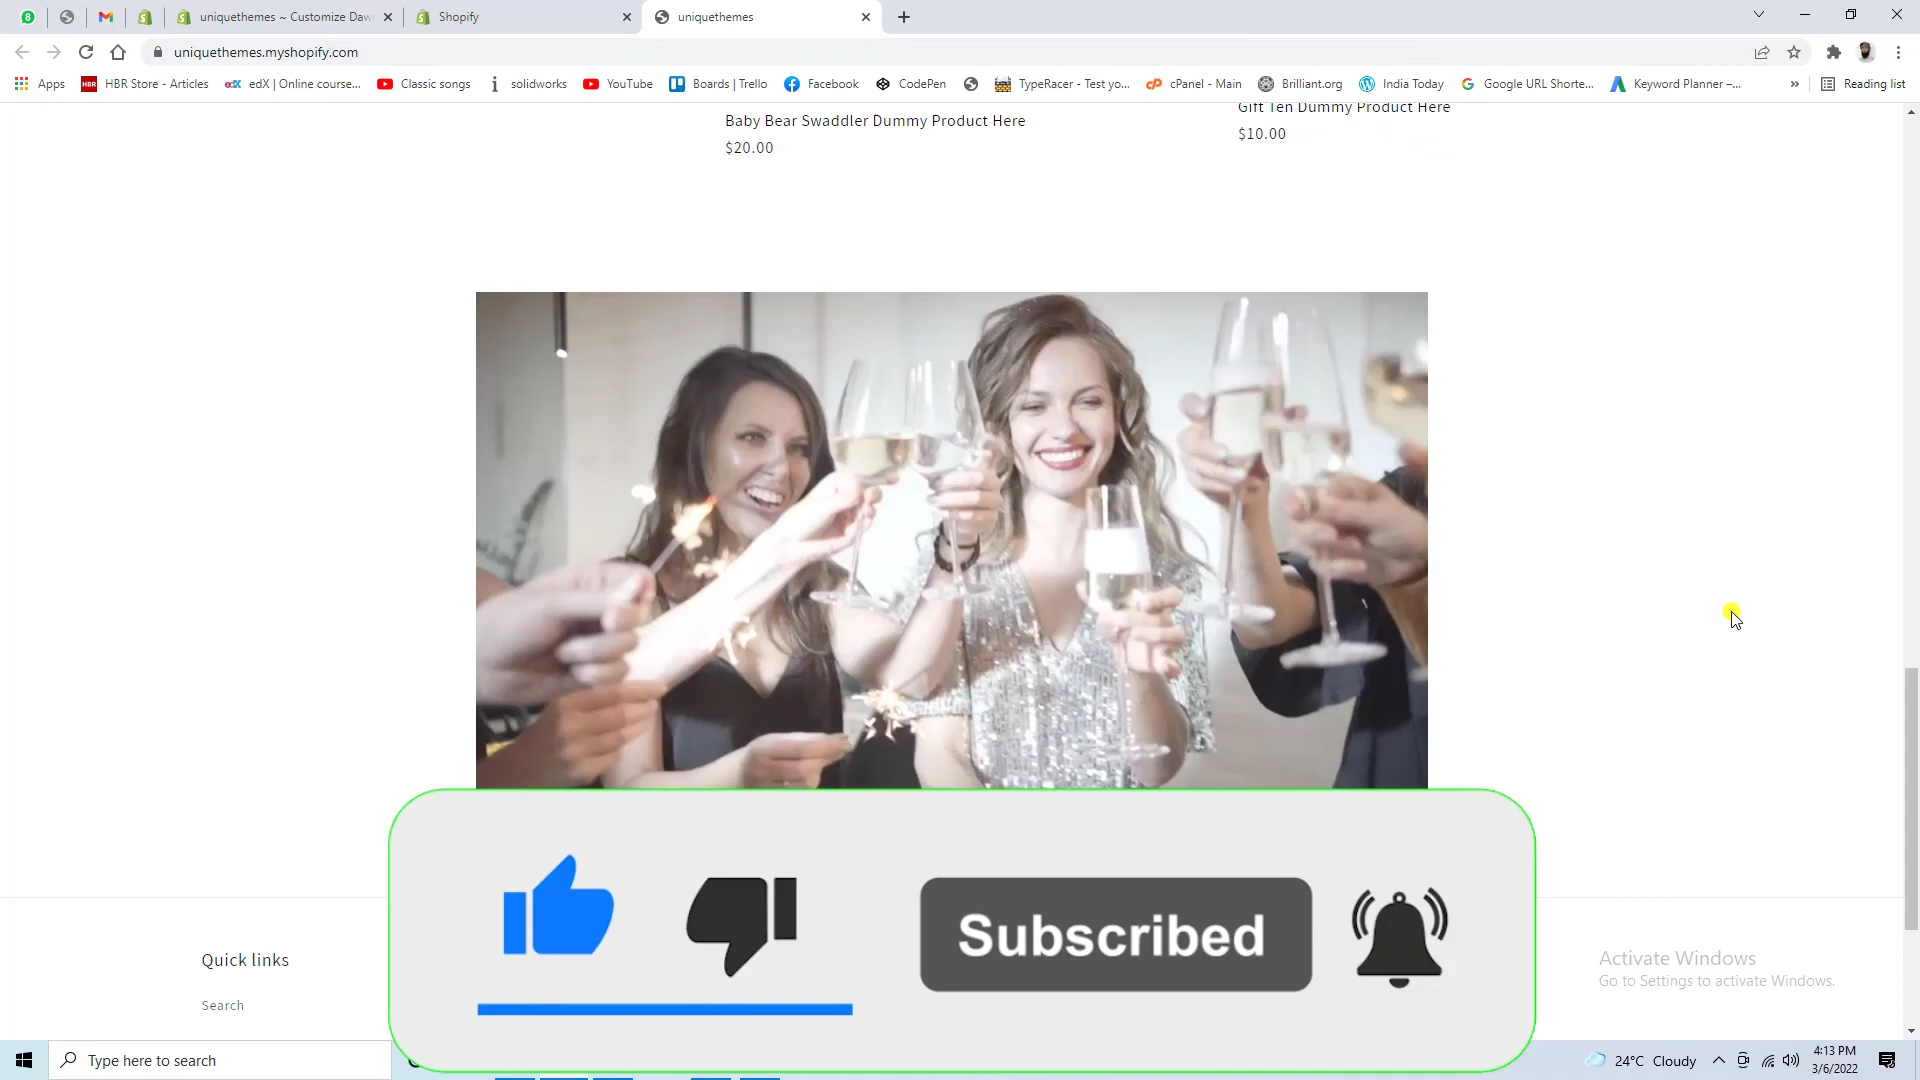 uniquethemes ~ Customize Daw
Shopify
uniquethemes
uniquethemes.myshopify.com
Apps
HBR Store - Articles
edX | Online course...
Classic songs
solidworks
YouTube
Boards | Trello
Facebook
CodePen
TypeRacer - Test yo...
cPanel - Main
Brilliant.org
India Today
Google URL Shorte...
Keyword Planner –...
»
Reading list
Baby Bear Swaddler Dummy Product Here
$20.00
Gift Ten Dummy Product Here
$10.00
Subscribed
Quick links
Search
Activate Windows
Go to Settings to activate Windows.
Type here to search
24°C Cloudy
4:13 PM
3/6/2022